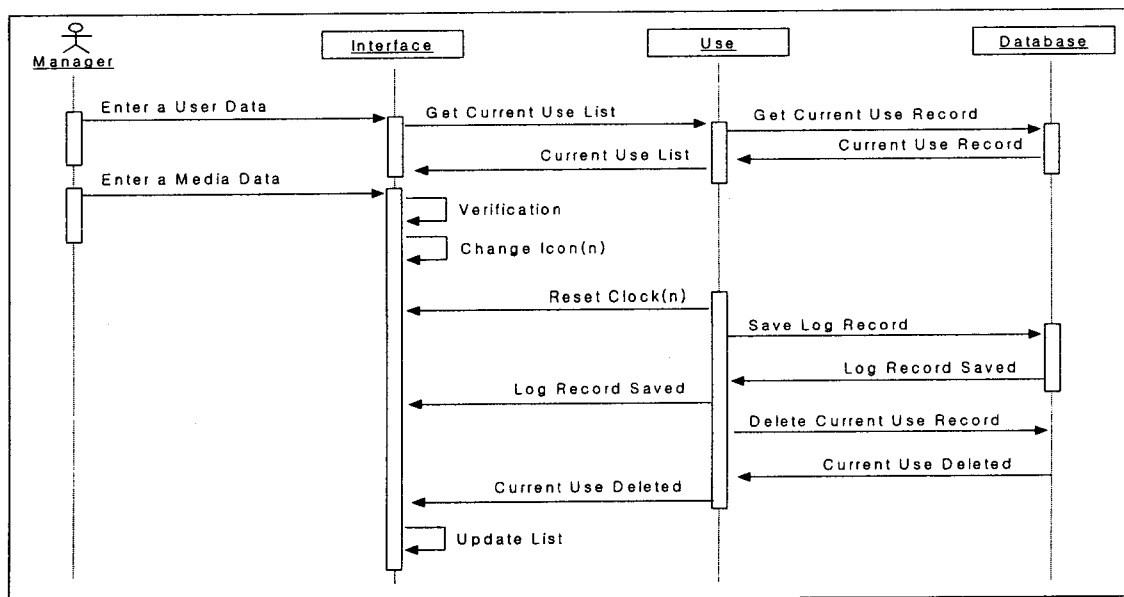 Manager
Interface
Use
Database
Enter a User Data
Get Current Use List
Get Current Use Record
Current Use List
Current Use Record
Enter a Media Data
Verification
Change Icon(n)
Reset Clock(n)
Save Log Record
Log Record Saved
Log Record Saved
Delete Current Use Record
Current Use Deleted
Current Use Deleted
Update List